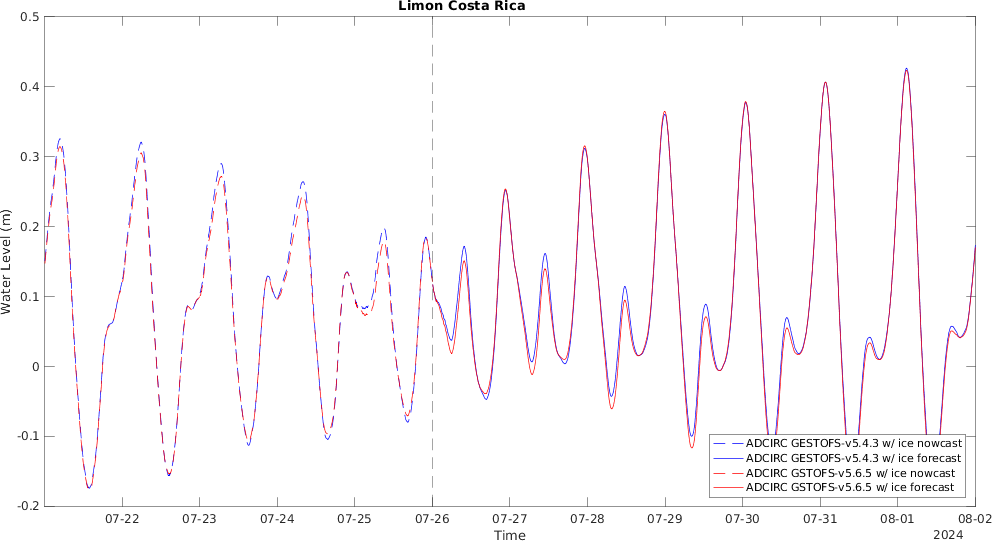 Limon Costa Rica
0.5
0.4
0.3
0.2
0.1
0
-0.1
-0.2
Water Level (m)
07-22 07-23 07-24 07-25 07-26 07-27 07-28 07-29 07-30 07-31 08-01 08-02
Time
2024
ADCIRC GESTOFS-v5.4.3 w/ ice nowcast
ADCIRC GESTOFS-v5.4.3 w/ ice forecast
ADCIRC GSTOFS-v5.6.5 w/ ice nowcast
ADCIRC GSTOFS-v5.6.5 w/ ice forecast